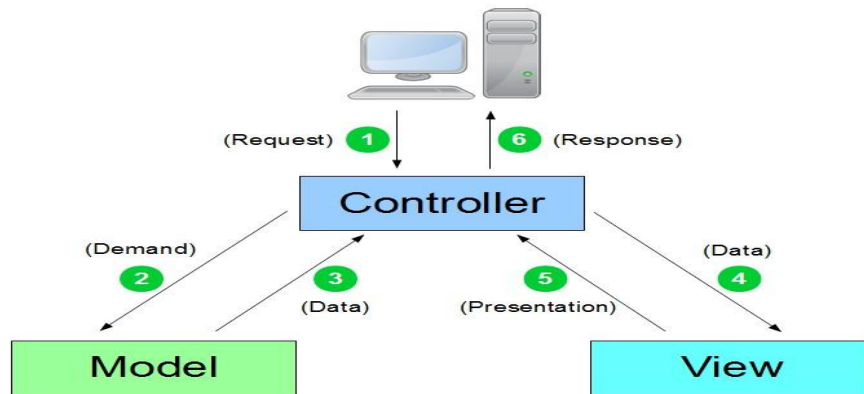 (Request) 1 6 (Response)
Controller
(Demand) (Data)
2 3 5 4
(Data) (Presentation)
Model View